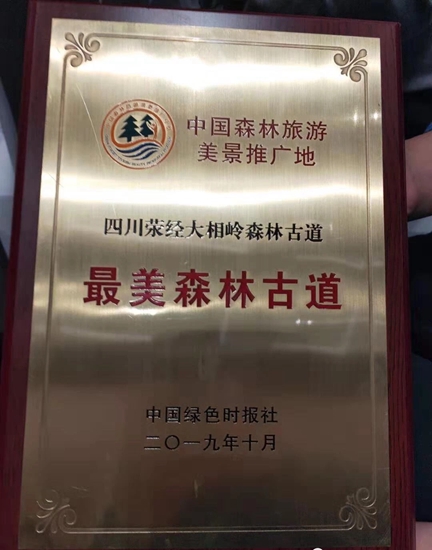 中国森林旅游
美景推广地
四川荥经大相岭森林古道
最美森林古道
中国绿色时报社
二〇一九年十月